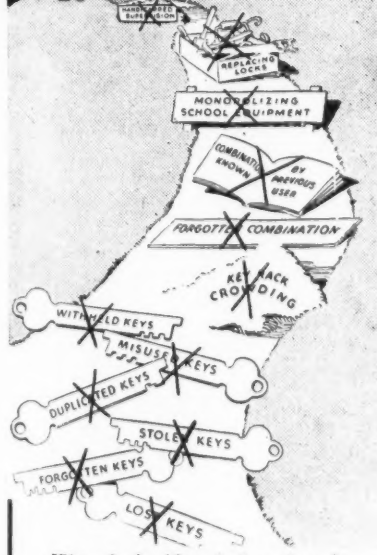 HANDICAPPED
SUPERVISION
REPLACING
LOCKS
MONOPOLIZING
SCHOOL EQUIPMENT
COMBINATION
KNOWN
BY
PREVIOUS
USER
FORGOTTEN COMBINATION
KEY RACK
CROWDING
WITHHELD KEYS
MISUSED KEYS
DUPLICATED KEYS
STOLEN KEYS
FORGOTTEN KEYS
LOST KEYS